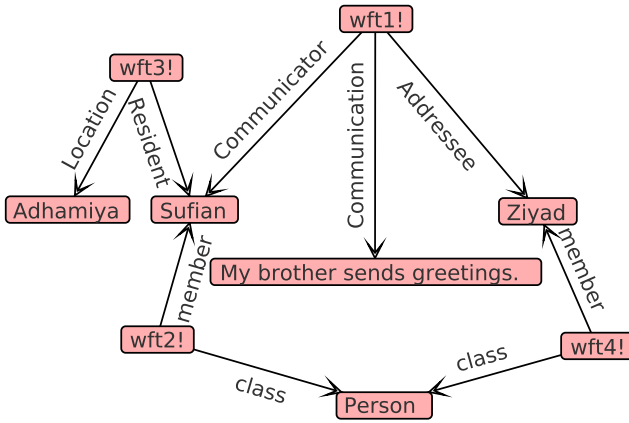 wft1!
wft3!
Communicator
Communication
Addressee
Location
Resident
Adhamiya
Sufian
Ziyad
My brother sends greetings.
member
member
wft2!
wft4!
class
class
Person